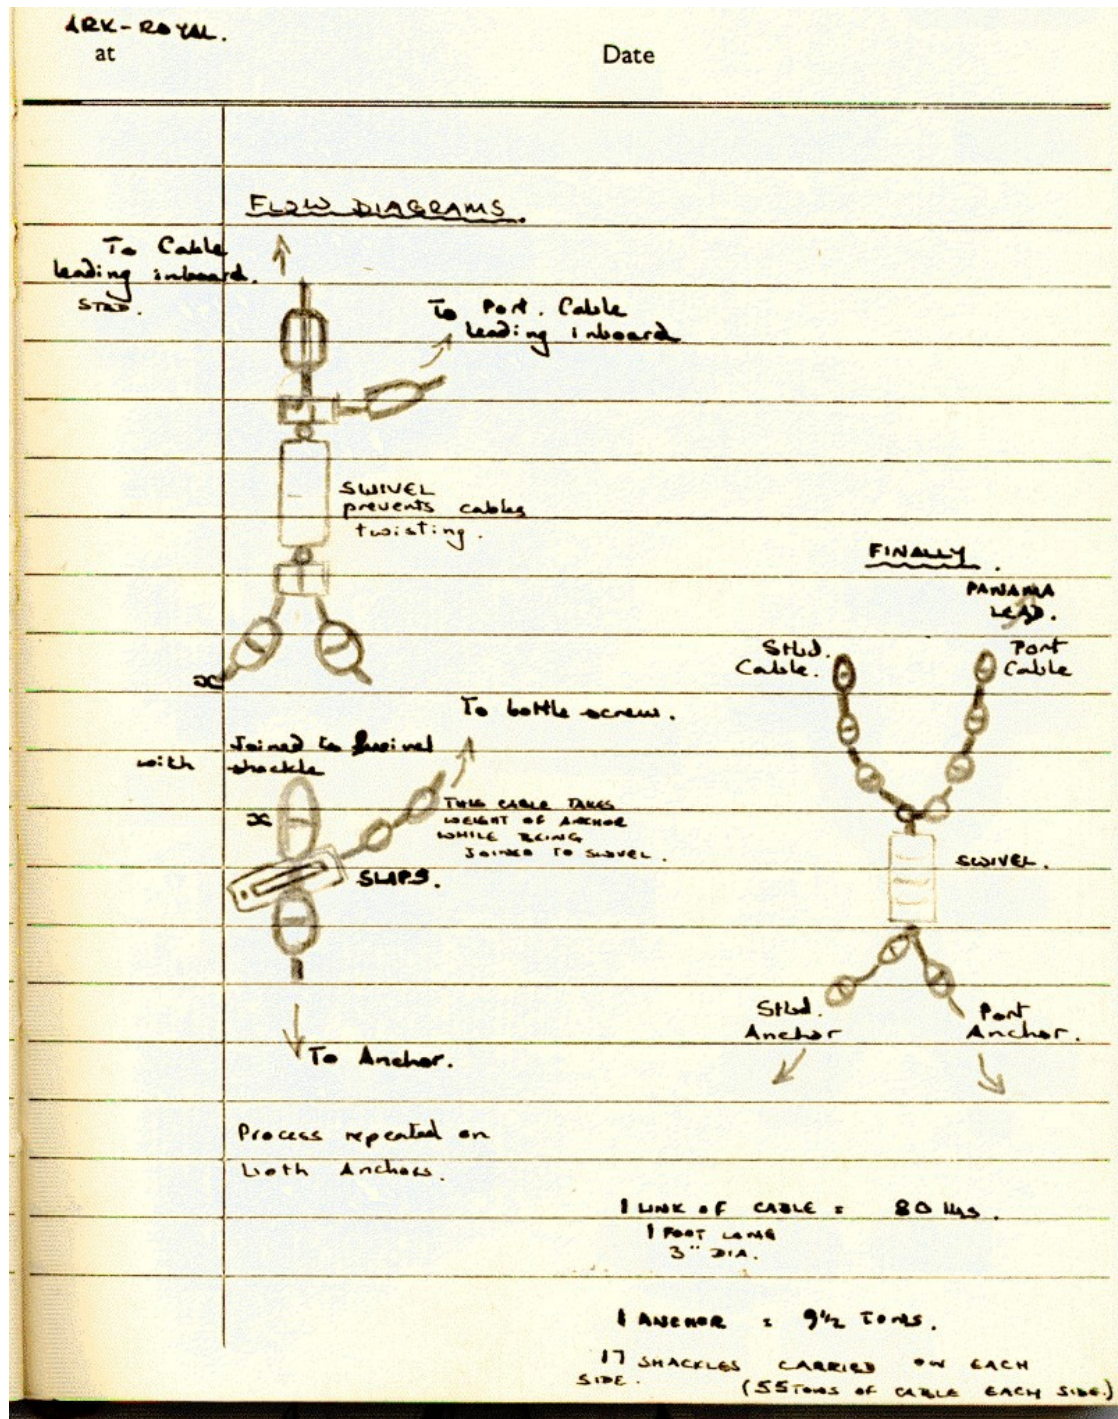 ARK-ROYAL.
at Date
FLOW DIAGRAMS.
To Cable
leading inboard.
STBD.
To Port. Cable
leading inboard
SWIVEL
prevents cables
twisting.
x
To bottle screw.
Joined to swivel
with shackle
x
THIS CABLE TAKES
WEIGHT OF ANCHOR
WHILE BEING
JOINED TO SWIVEL.
SLIPS.
To Anchor.
Process repeated on
both Anchors.
FINALLY.
PANAMA
LEAD.
Stbd.
Cable.
Port
Cable
SWIVEL.
Stbd.
Anchor
Port
Anchor.
1 LINK OF CABLE = 80 lbs.
1 FOOT LONG
3" DIA.
1 ANCHOR = 9½ TONS.
17 SHACKLES CARRIED ON EACH
SIDE. (55 TONS OF CABLE EACH SIDE.)